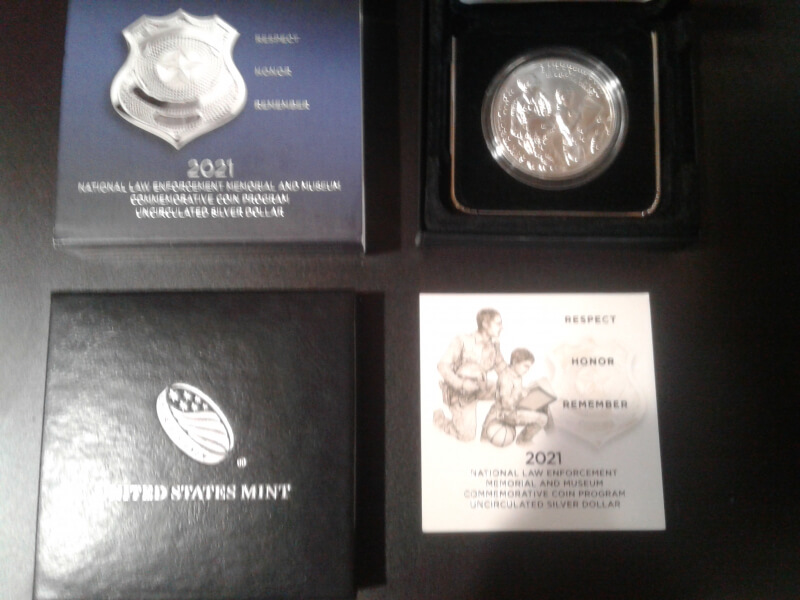 RESPECT
HONOR
REMEMBER
2021
NATIONAL LAW ENFORCEMENT MEMORIAL AND MUSEUM
COMMEMORATIVE COIN PROGRAM
UNCIRCULATED SILVER DOLLAR
UNITED STATES MINT
RESPECT
HONOR
REMEMBER
2021
NATIONAL LAW ENFORCEMENT
MEMORIAL AND MUSEUM
COMMEMORATIVE COIN PROGRAM
UNCIRCULATED SILVER DOLLAR